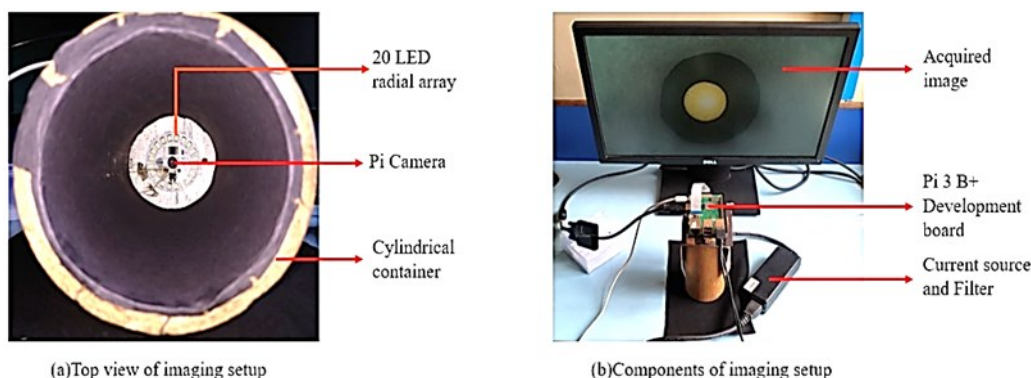 20 LED
radial array
Pi Camera
Cylindrical
container
(a)Top view of imaging setup
Acquired
image
DELL
Pi 3 B+
Development
board
Current source
and Filter
(b)Components of imaging setup